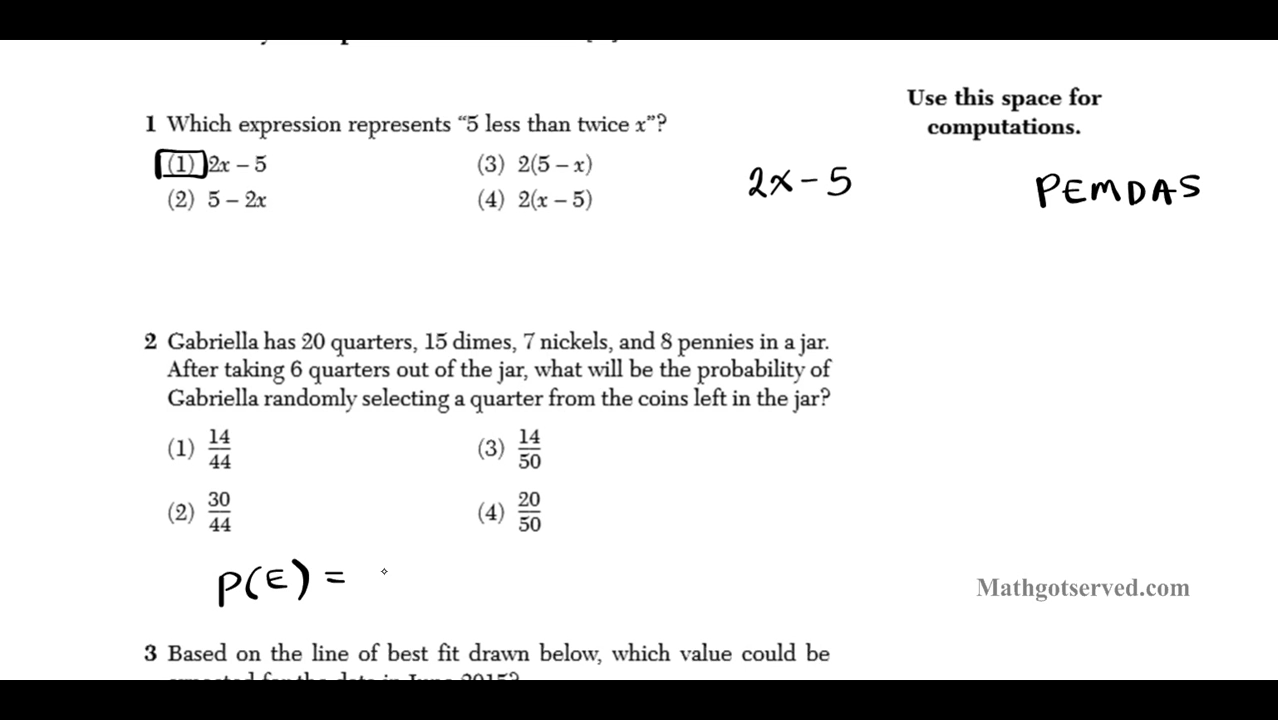 1 Which expression represents “5 less than twice x”?
(1) 2x – 5
(3) 2(5 – x)
(2) 5 – 2x
(4) 2(x – 5)
Use this space for
computations.
2x – 5
PEMDAS
2 Gabriella has 20 quarters, 15 dimes, 7 nickels, and 8 pennies in a jar.
After taking 6 quarters out of the jar, what will be the probability of
Gabriella randomly selecting a quarter from the coins left in the jar?
(1) 14/44
(3) 14/50
(2) 30/44
(4) 20/50
P(E) =
Mathgotserved.com
3 Based on the line of best fit drawn below, which value could be